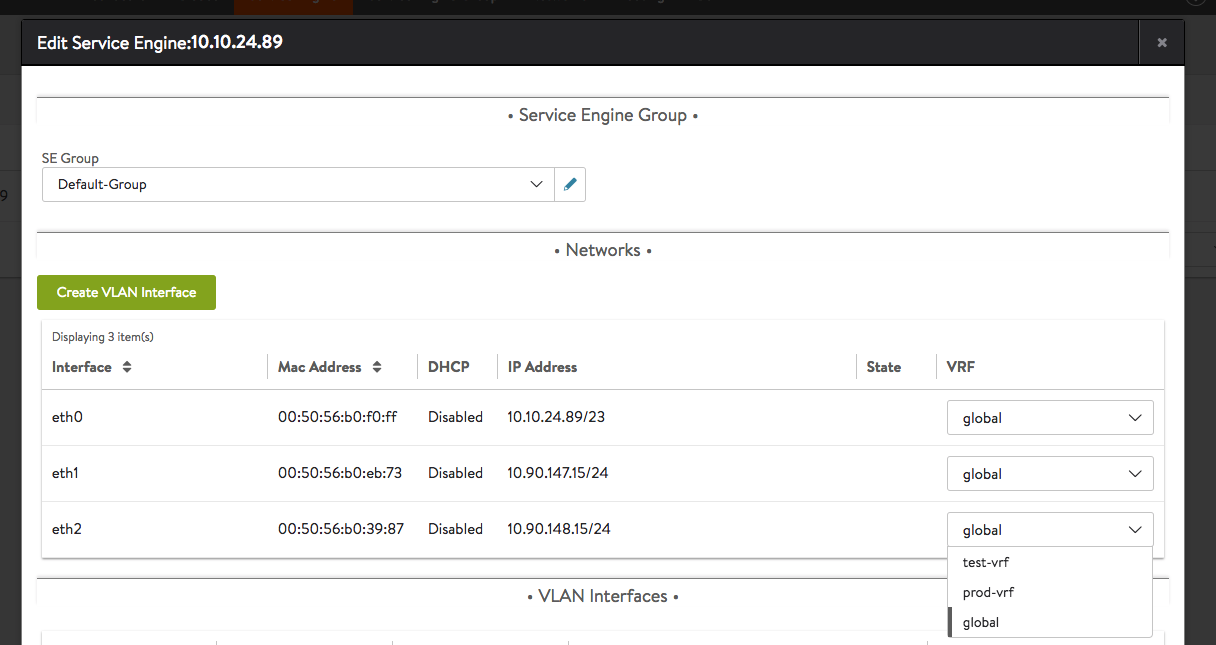 Edit Service Engine:10.10.24.89
• Service Engine Group •
SE Group
Default-Group
• Networks •
Create VLAN Interface
Displaying 3 item(s)
Interface Mac Address DHCP IP Address State VRF
eth0 00:50:56:b0:f0:ff Disabled 10.10.24.89/23 global
eth1 00:50:56:b0:eb:73 Disabled 10.90.147.15/24 global
eth2 00:50:56:b0:39:87 Disabled 10.90.148.15/24 global
test-vrf
prod-vrf
global
• VLAN Interfaces •